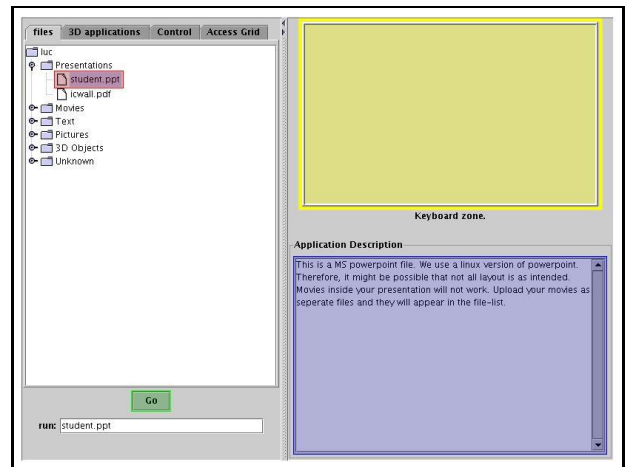 files 3D applications Control Access Grid
luc
Presentations
student.ppt
icwall.pdf
Movies
Text
Pictures
3D Objects
Unknown
Go
run: student.ppt
Keyboard zone.
Application Description
This is a MS powerpoint file. We use a linux version of powerpoint.
Therefore, it might be possible that not all layout is as intended.
Movies inside your presentation will not work. Upload your movies as
seperate files and they will appear in the file-list.